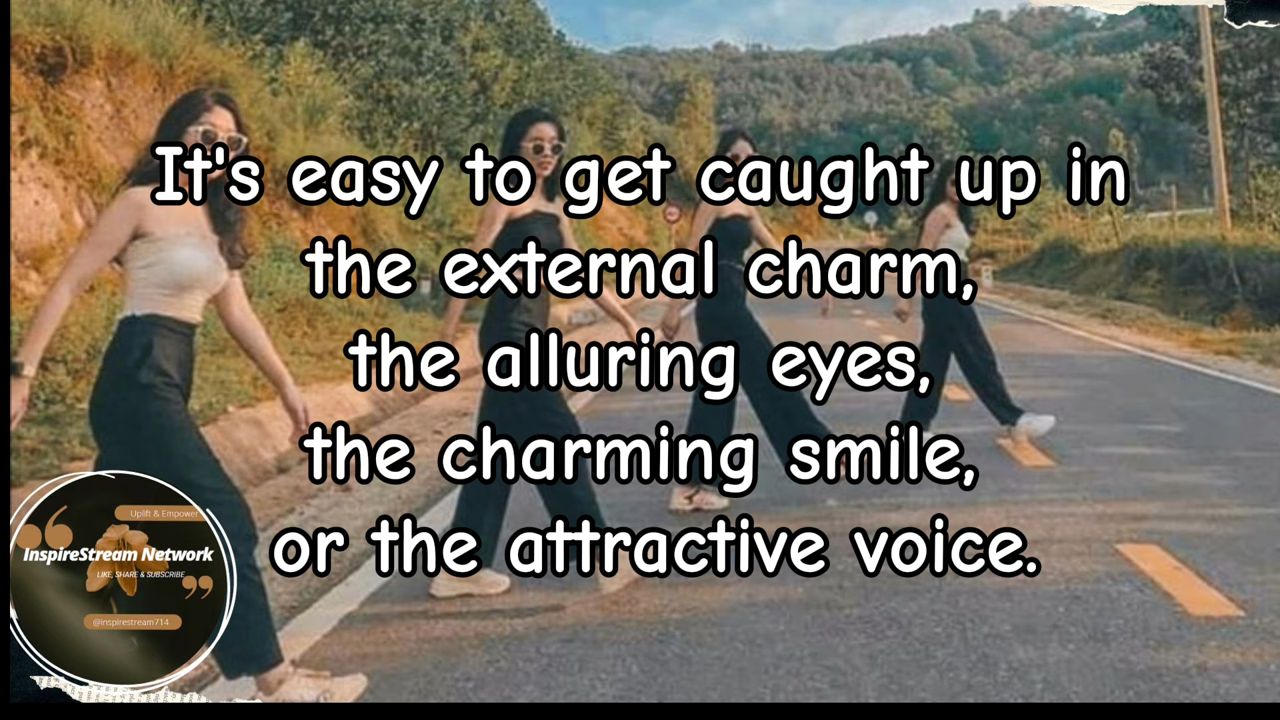 It's easy to get caught up in
the external charm,
the alluring eyes,
the charming smile,
or the attractive voice.
Uplift & Empower
InspireStream Network
LIKE, SHARE & SUBSCRIBE
@inspirestream714